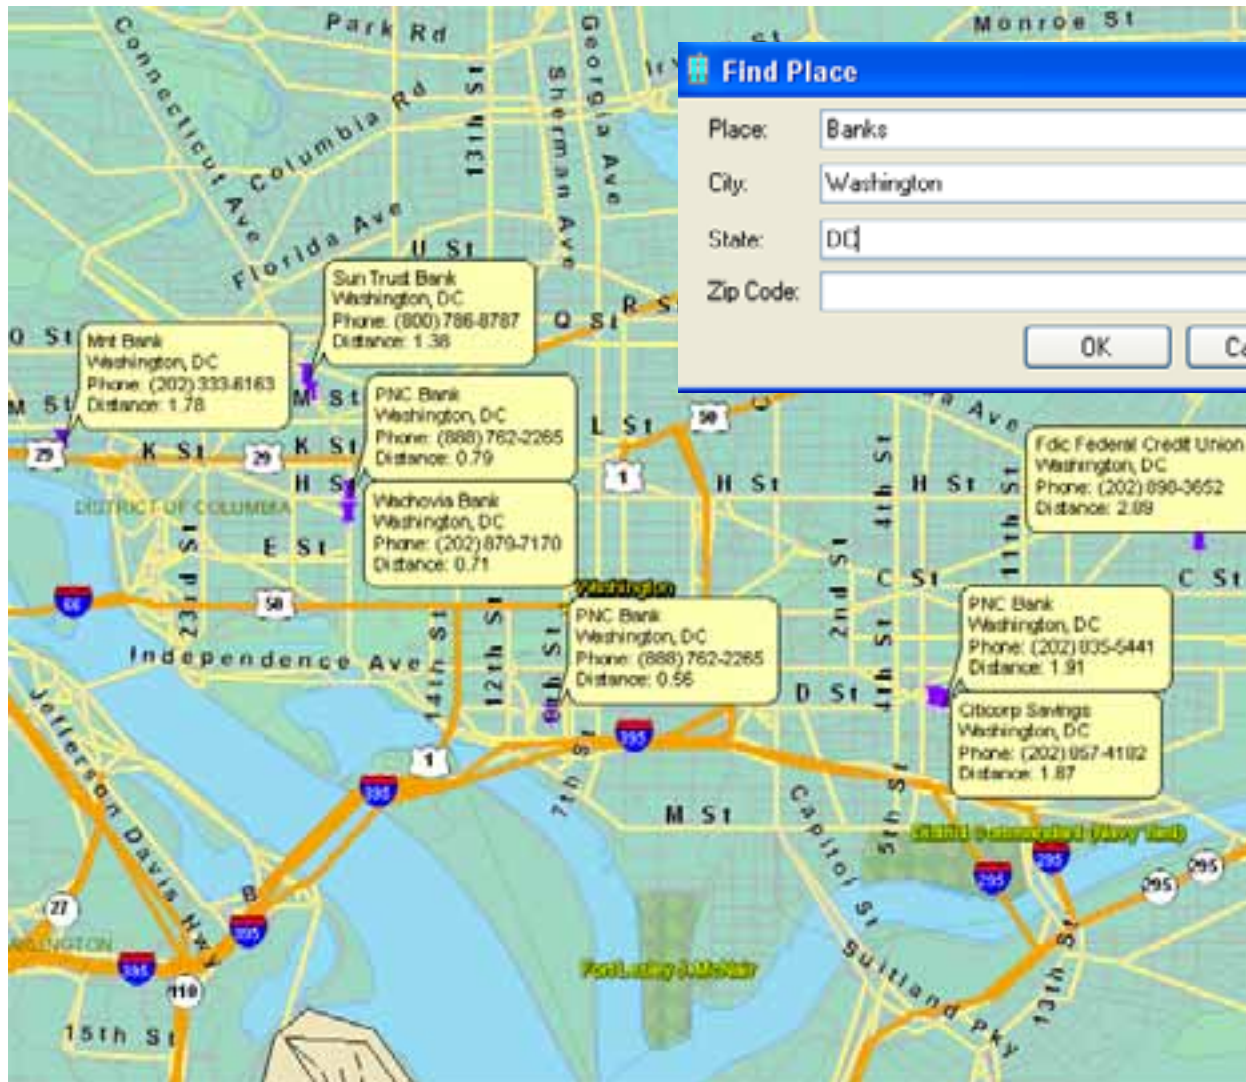 Park Rd
Monroe St
Connecticut Ave
Columbia Rd
13th St
Sherman Ave
Georgia Ave
Florida Ave
U St
Find Place
Place:
Banks
City:
Washington
State:
DC
Zip Code:
OK
Sun Trust Bank
Washington, DC
Phone: (800) 786-8787
Distance: 1.38
Q St
R St
Q St
Mnt Bank
Washington, DC
Phone: (202) 333-6163
Distance: 1.78
M St
M St
PNC Bank
Washington, DC
Phone: (888) 762-2265
Distance: 0.79
L St
50
29
K St
29
K St
1
H St
H St
H St
4th St
11th St
Fdic Federal Credit Union
Washington, DC
Phone: (202) 898-3652
Distance: 2.09
DISTRICT OF COLUMBIA
Wachovia Bank
Washington, DC
Phone: (202) 879-7170
Distance: 0.71
E St
23rd St
C St
C St
66
50
Washington
2nd St
PNC Bank
Washington, DC
Phone: (888) 762-2265
Distance: 0.56
PNC Bank
Washington, DC
Phone: (202) 835-5441
Distance: 1.91
Independence Ave
14th St
12th St
9th St
D St
4th St
Citicorp Savings
Washington, DC
Phone: (202) 857-4182
Distance: 1.87
Jefferson Davis Hwy
395
1
395
7th St
M St
Capitol St
5th St
295
295
295
295
27
395
ARLINGTON
395
110
Fort Lesley J. McNair
Suitland Pky
13th St
15th St